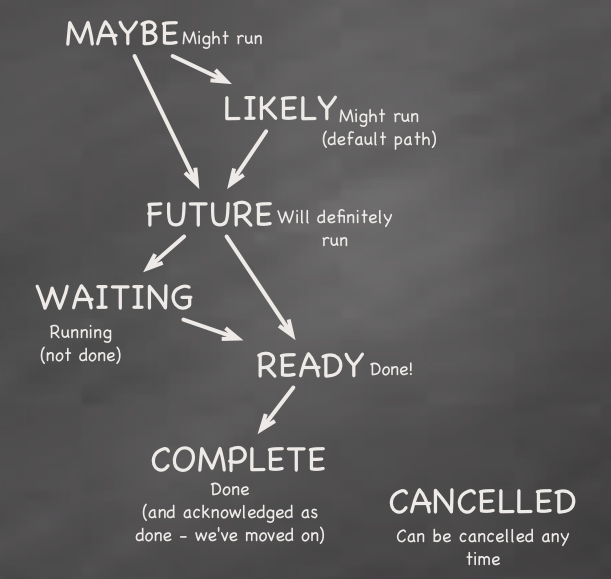 MAYBE Might run
LIKELY Might run
(default path)
FUTURE Will definitely
run
WAITING
Running
(not done)
READY Done!
COMPLETE
Done
(and acknowledged as
done - we've moved on)
CANCELLED
Can be cancelled any
time